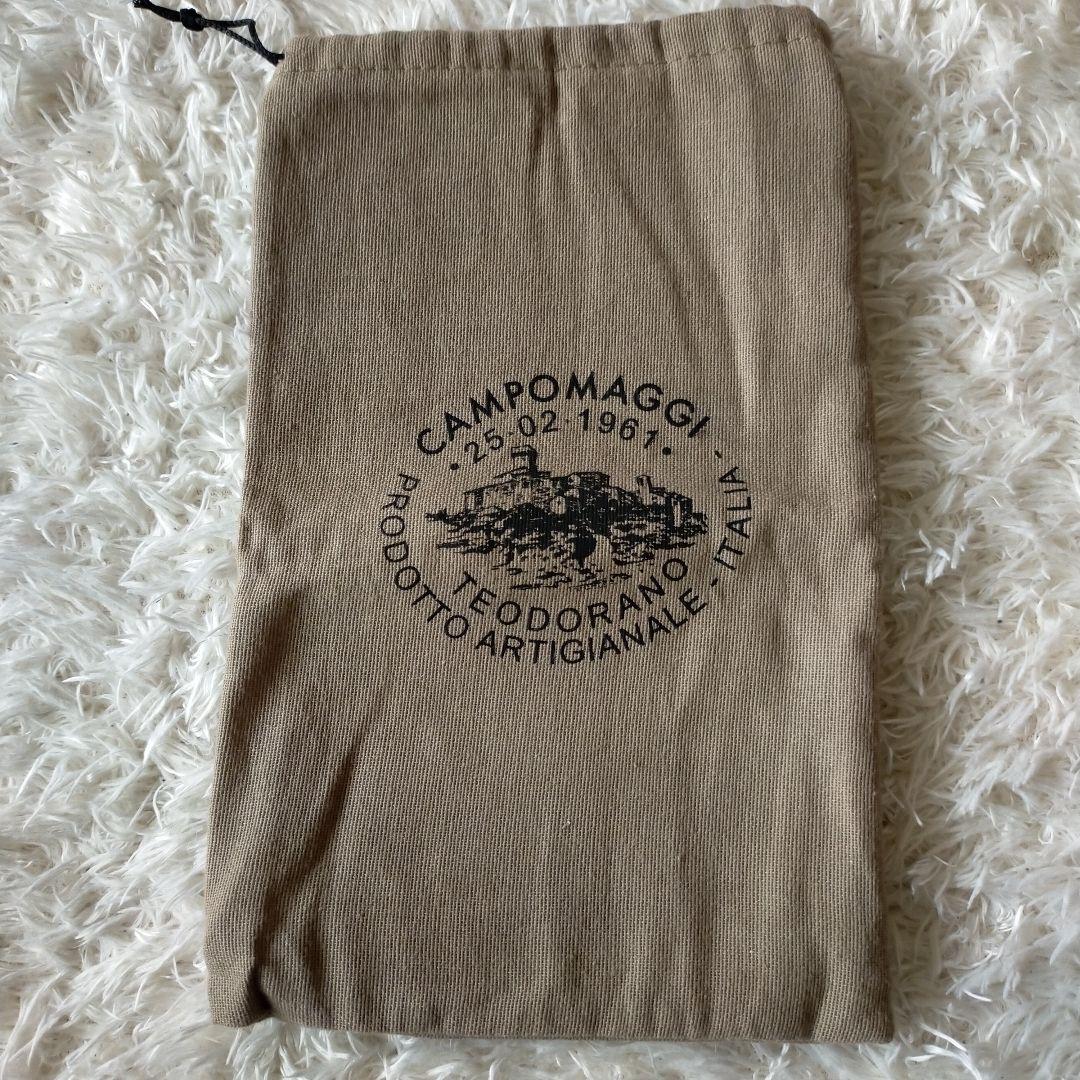 CAMPOMAGGI
· 25·02·1961 ·
TEODORANO
PRODOTTO ARTIGIANALE - ITALIA -